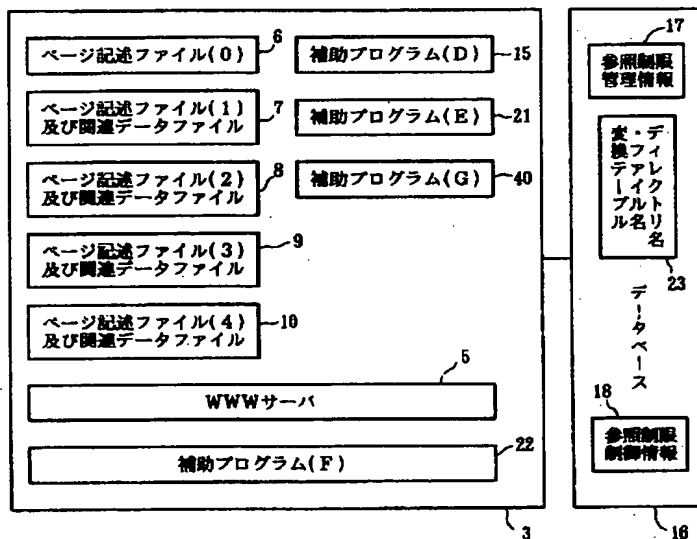 6
ページ記述ファイル(0)
補助プログラム(D)
15
ページ記述ファイル(1)
及び関連データファイル
7
補助プログラム(E)
21
ページ記述ファイル(2)
及び関連データファイル
8
補助プログラム(G)
40
ページ記述ファイル(3)
及び関連データファイル
9
ページ記述ファイル(4)
及び関連データファイル
10
5
WWWサーバ
補助プログラム(F)
22
3
17
参照制限
管理情報
ディレクトリ名
・ファイル名
変換テーブル
23
データベース
18
参照制限
制御情報
16